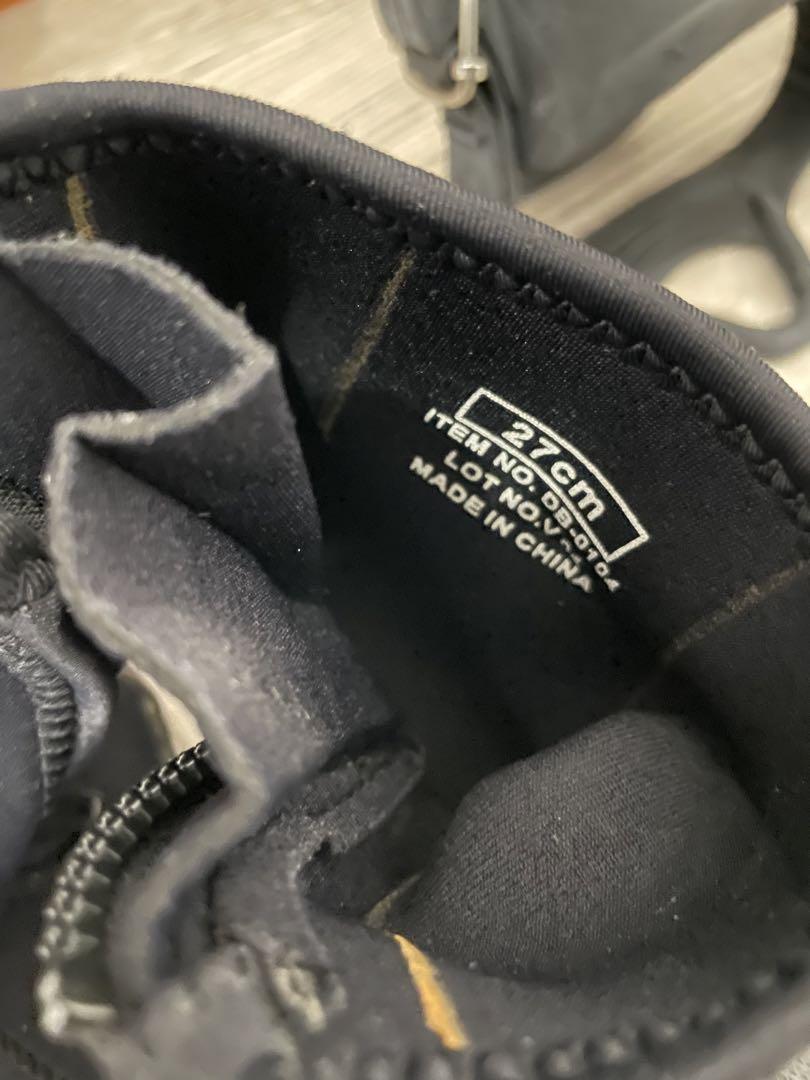 27cm
ITEM NO. DB-0104
LOT NO.
MADE IN CHINA